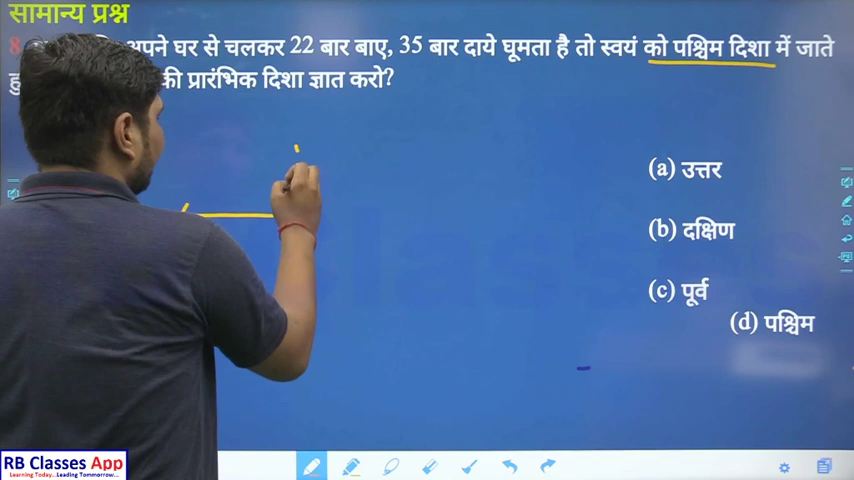 सामान्य प्रश्न
8 अपने घर से चलकर 22 बार बाए, 35 बार दाये घूमता है तो स्वयं को पश्चिम दिशा में जाते
की प्रारंभिक दिशा ज्ञात करो?
(a) उत्तर
(b) दक्षिण
(c) पूर्व
(d) पश्चिम
RB Classes App
Learning Today...Leading Tommorrow...